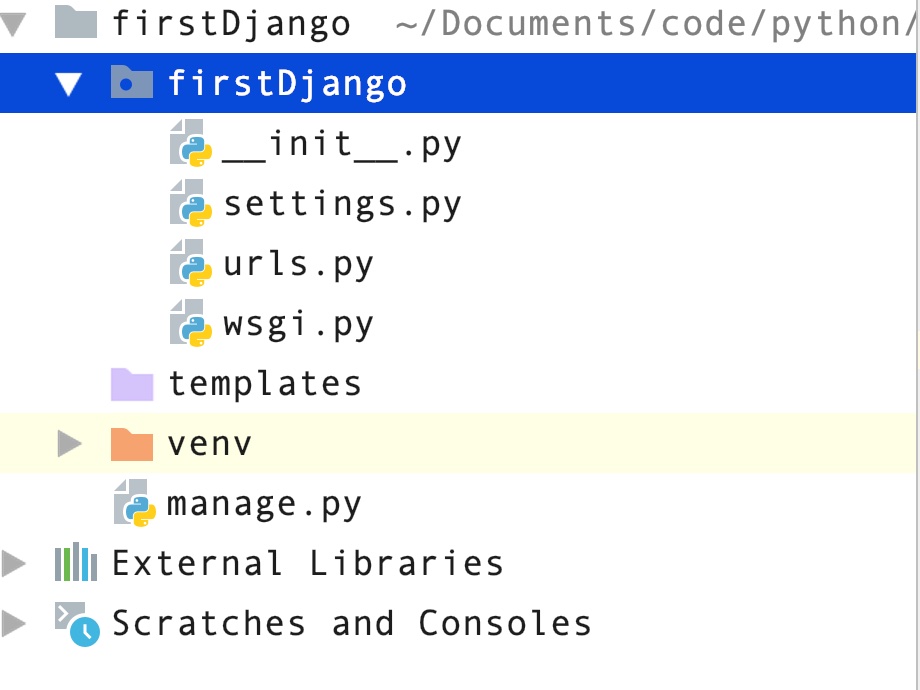 firstDjango ~/Documents/code/python/
firstDjango
__init__.py
settings.py
urls.py
wsgi.py
templates
venv
manage.py
External Libraries
Scratches and Consoles